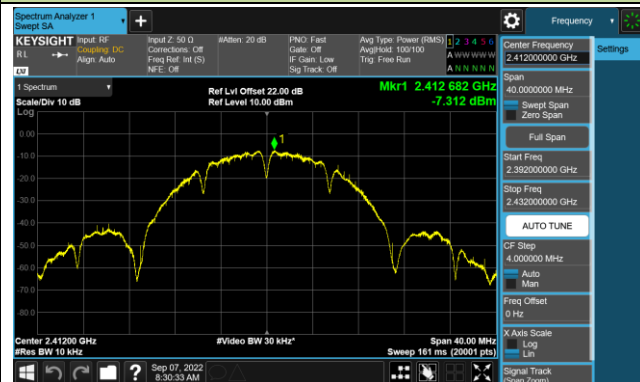 Spectrum Analyzer 1
Swept SA
Frequency
KEYSIGHT
RL
LXI
Input: RF
Coupling: DC
Align: Auto
Input Z: 50 Ω
Corrections: Off
Freq Ref: Int (S)
NFE: Off
#Atten: 20 dB
PNO: Fast
Gate: Off
IF Gain: Low
Sig Track: Off
Avg Type: Power (RMS)
Avg|Hold: 100/100
Trig: Free Run
1 2 3 4 5 6
A W W W W W
A N N N N N
1 Spectrum
Scale/Div 10 dB
Log
Ref Lvl Offset 22.00 dB
Ref Level 10.00 dBm
Mkr1 2.412 682 GHz
-7.312 dBm
1
0.00
-10.0
-20.0
-30.0
-40.0
-50.0
-60.0
-70.0
-80.0
Center 2.41200 GHz
#Res BW 10 kHz
#Video BW 30 kHz*
Span 40.00 MHz
Sweep 161 ms (20001 pts)
Sep 07, 2022
8:30:33 AM
Center Frequency
2.412000000 GHz
Settings
Span
40.0000000 MHz
Swept Span
Zero Span
Full Span
Start Freq
2.392000000 GHz
Stop Freq
2.432000000 GHz
AUTO TUNE
CF Step
4.000000 MHz
Auto
Man
Freq Offset
0 Hz
X Axis Scale
Log
Lin
Signal Track
(Span Zoom)